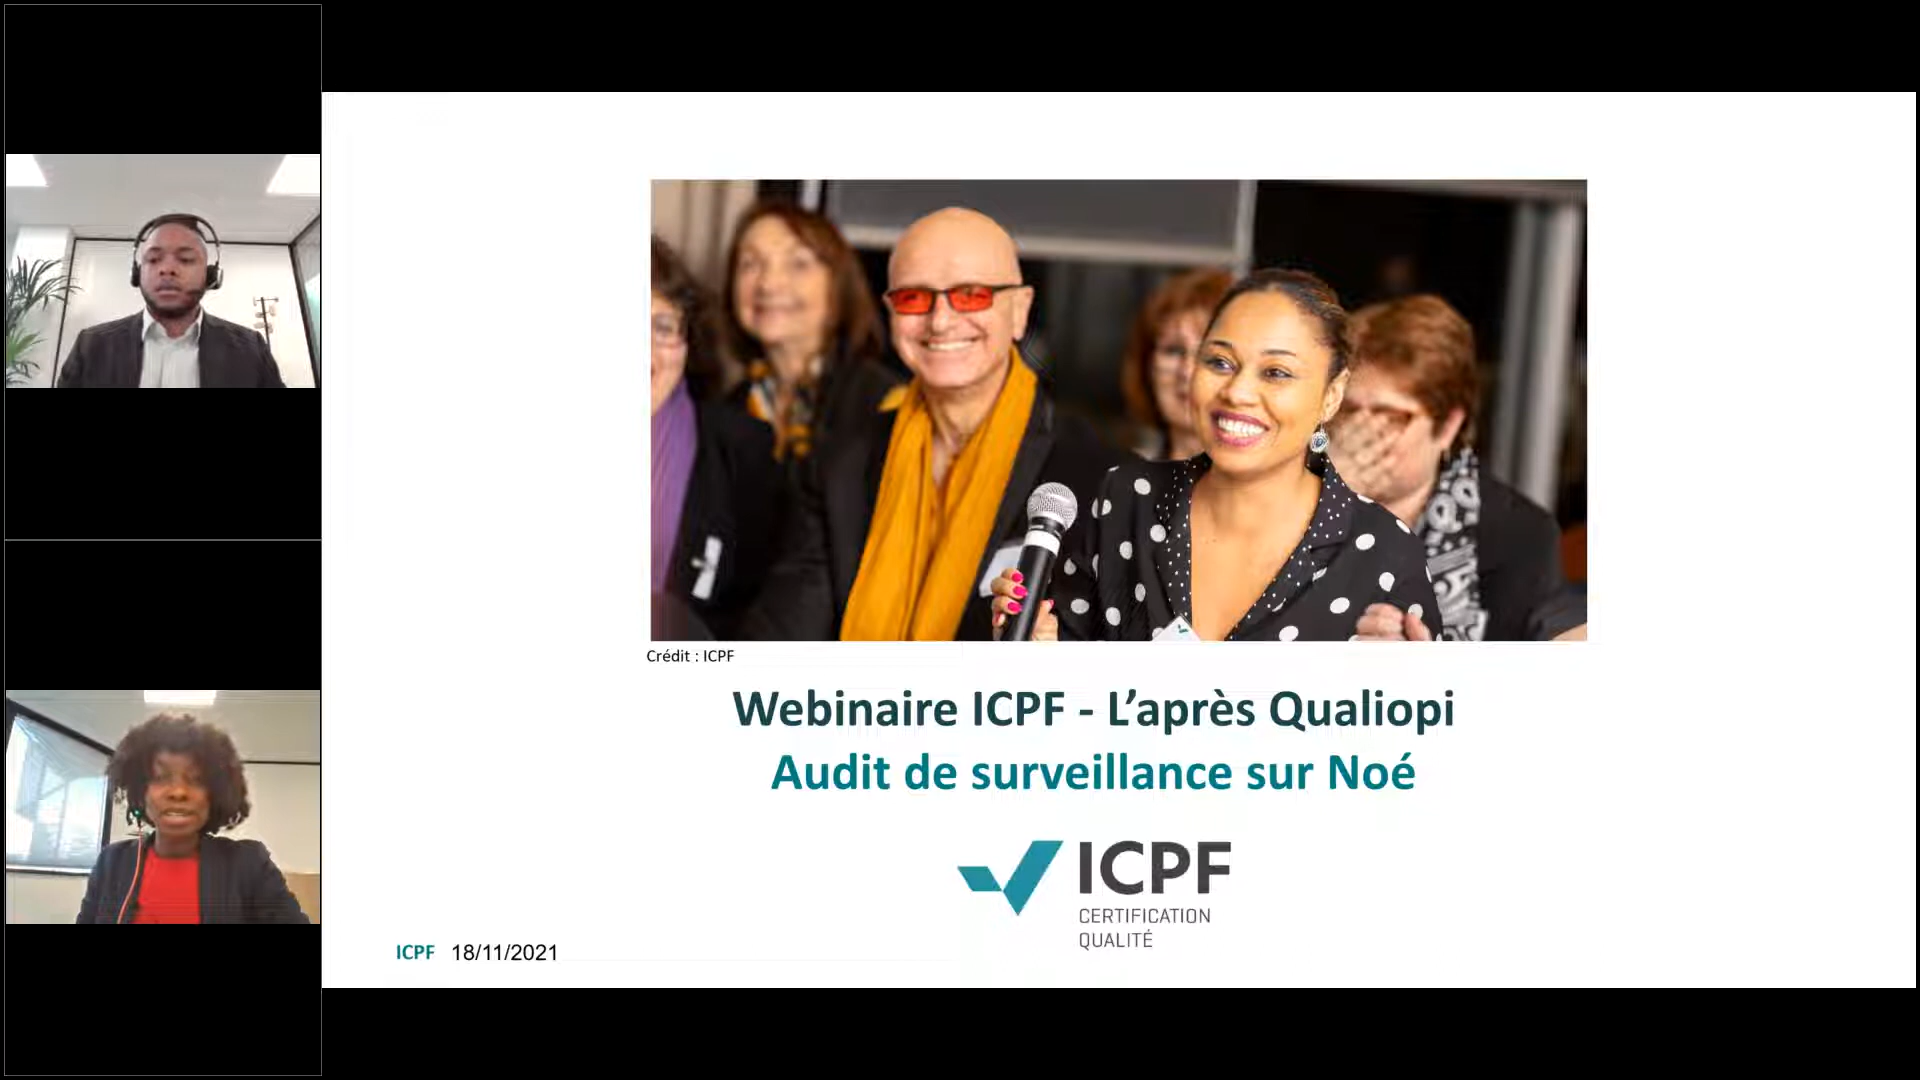 Crédit : ICPF
Webinaire ICPF - L’après Qualiopi
Audit de surveillance sur Noé
ICPF
CERTIFICATION
QUALITÉ
ICPF 18/11/2021